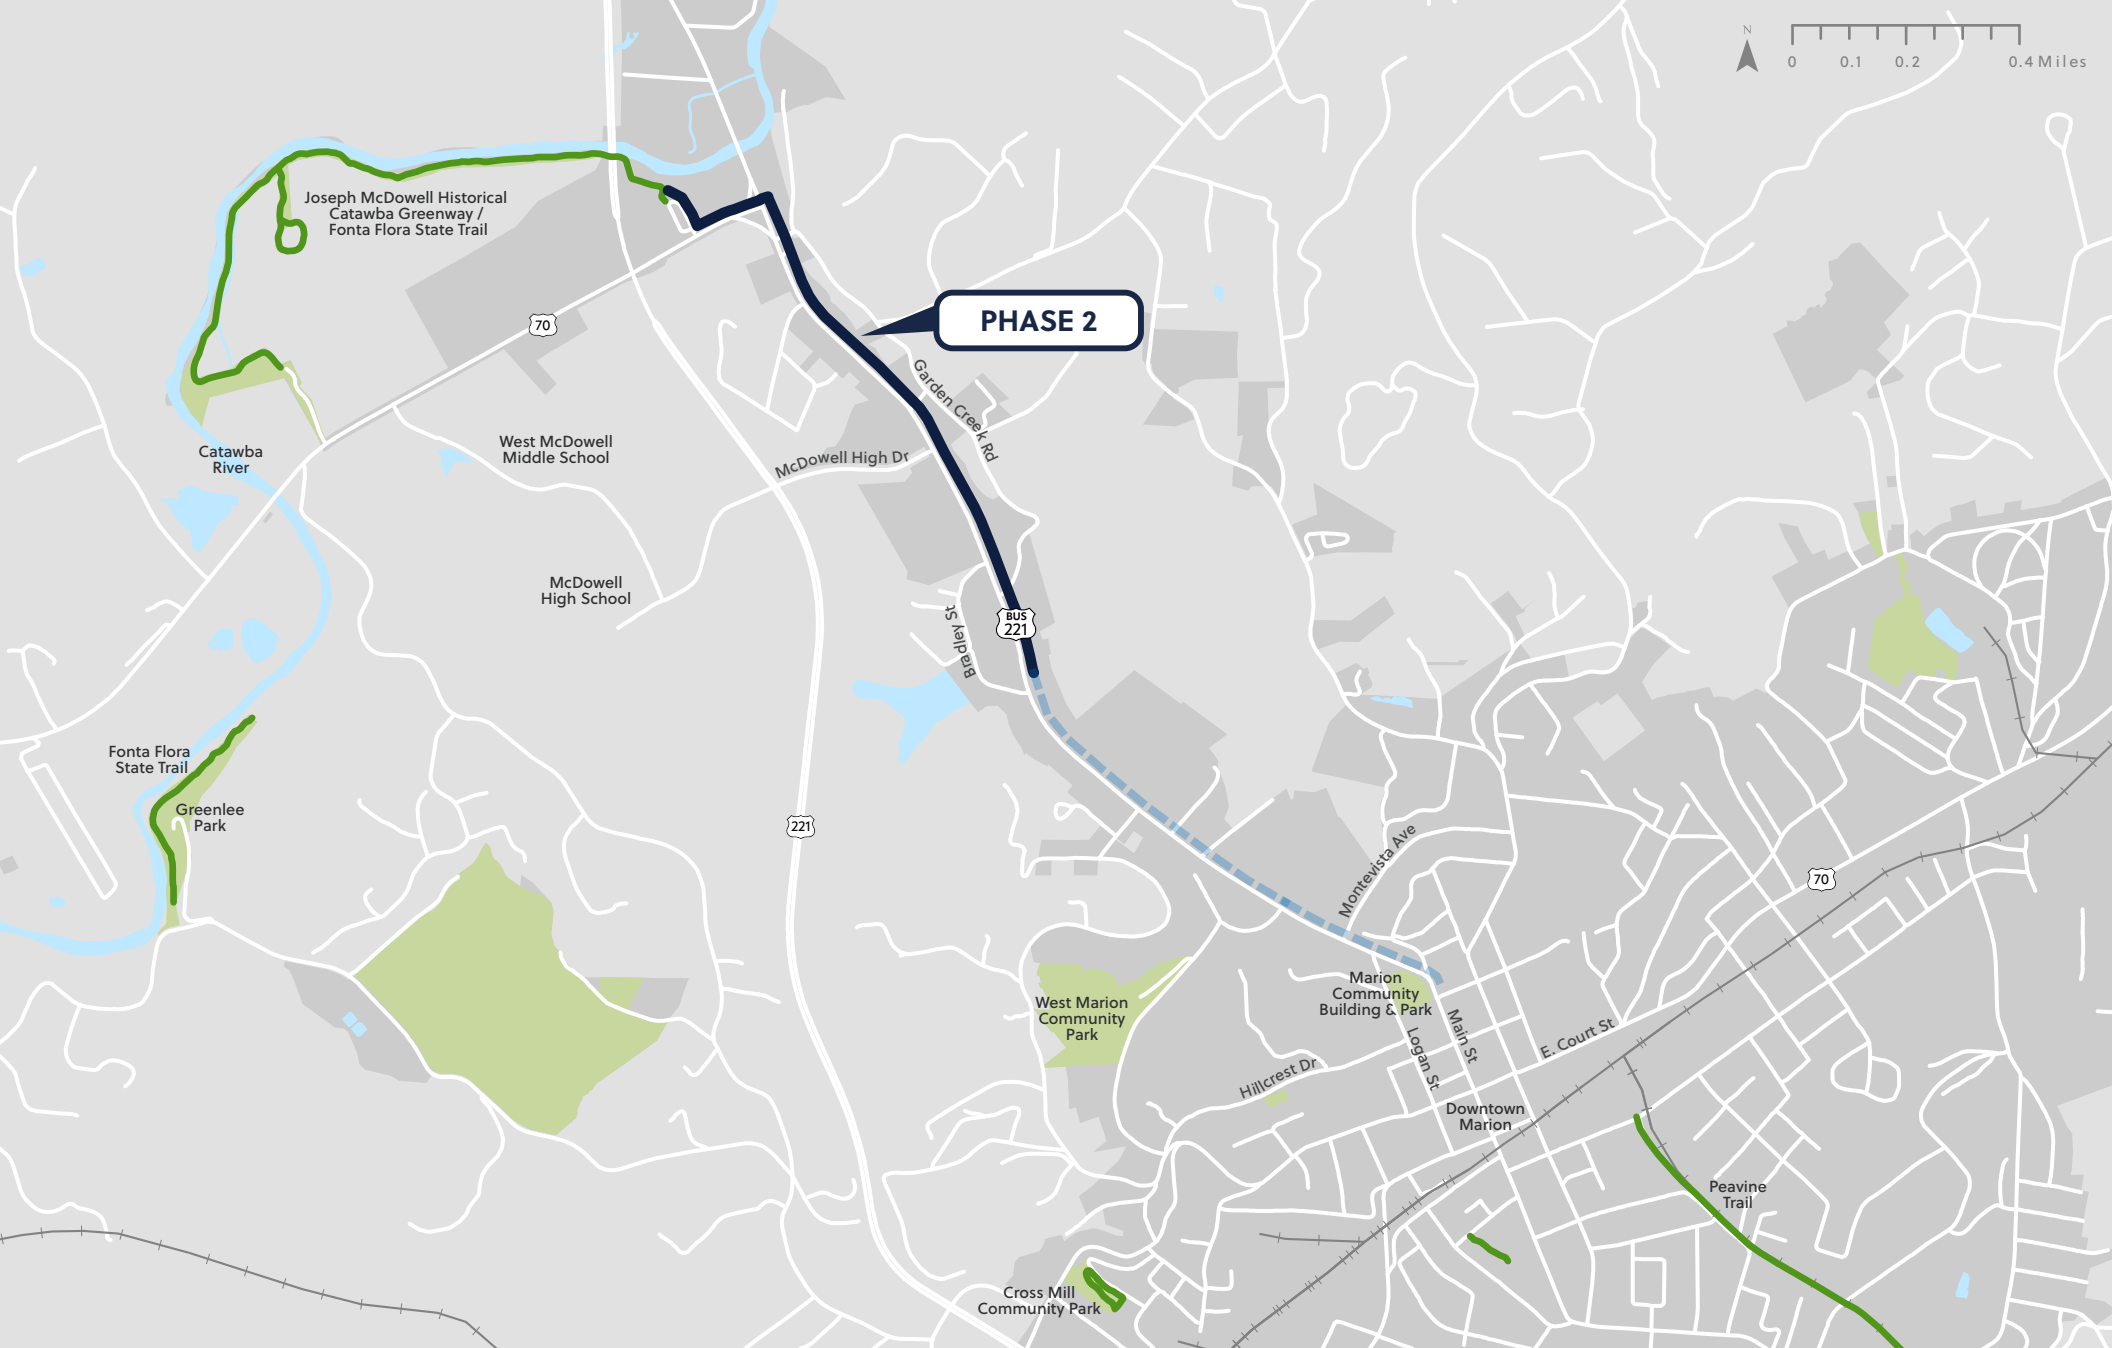 N
0 0.1 0.2 0.4 Miles
Joseph McDowell Historical
Catawba Greenway /
Fonta Flora State Trail
70
PHASE 2
Garden Creek Rd
West McDowell
Middle School
McDowell High Dr
Catawba
River
McDowell
High School
BUS
221
Bradley St
Fonta Flora
State Trail
Greenlee
Park
221
Montevista Ave
70
Marion
Community
Building & Park
West Marion
Community
Park
Main St
Logan St
E. Court St
Hillcrest Dr
Downtown
Marion
Peavine
Trail
Cross Mill
Community Park